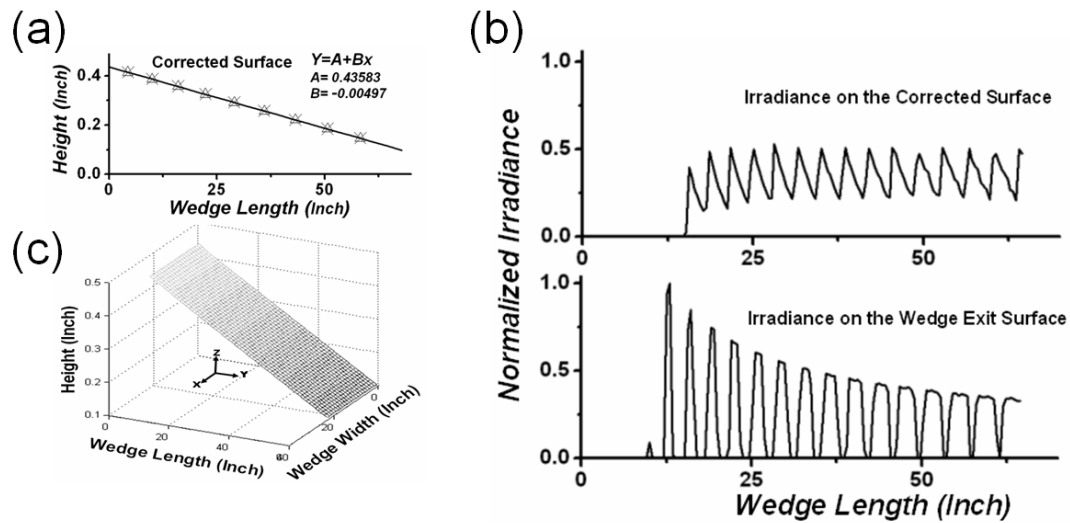 (a)
Height (Inch)
0.4
0.2
0.0
Corrected Surface
Y=A+Bx
A= 0.43583
B= −0.00497
0
25
50
Wedge Length (Inch)
(c)
Height (Inch)
0.5
0.4
0.3
0.2
0.1
0
20
40
60
Wedge Length (Inch)
Z
X
Y
0
20
Wedge Width (Inch)
(b)
Normalized Irradiance
1.0
0.5
0.0
Irradiance on the Corrected Surface
0
25
50
1.0
0.5
0.0
Irradiance on the Wedge Exit Surface
0
25
50
Wedge Length (Inch)